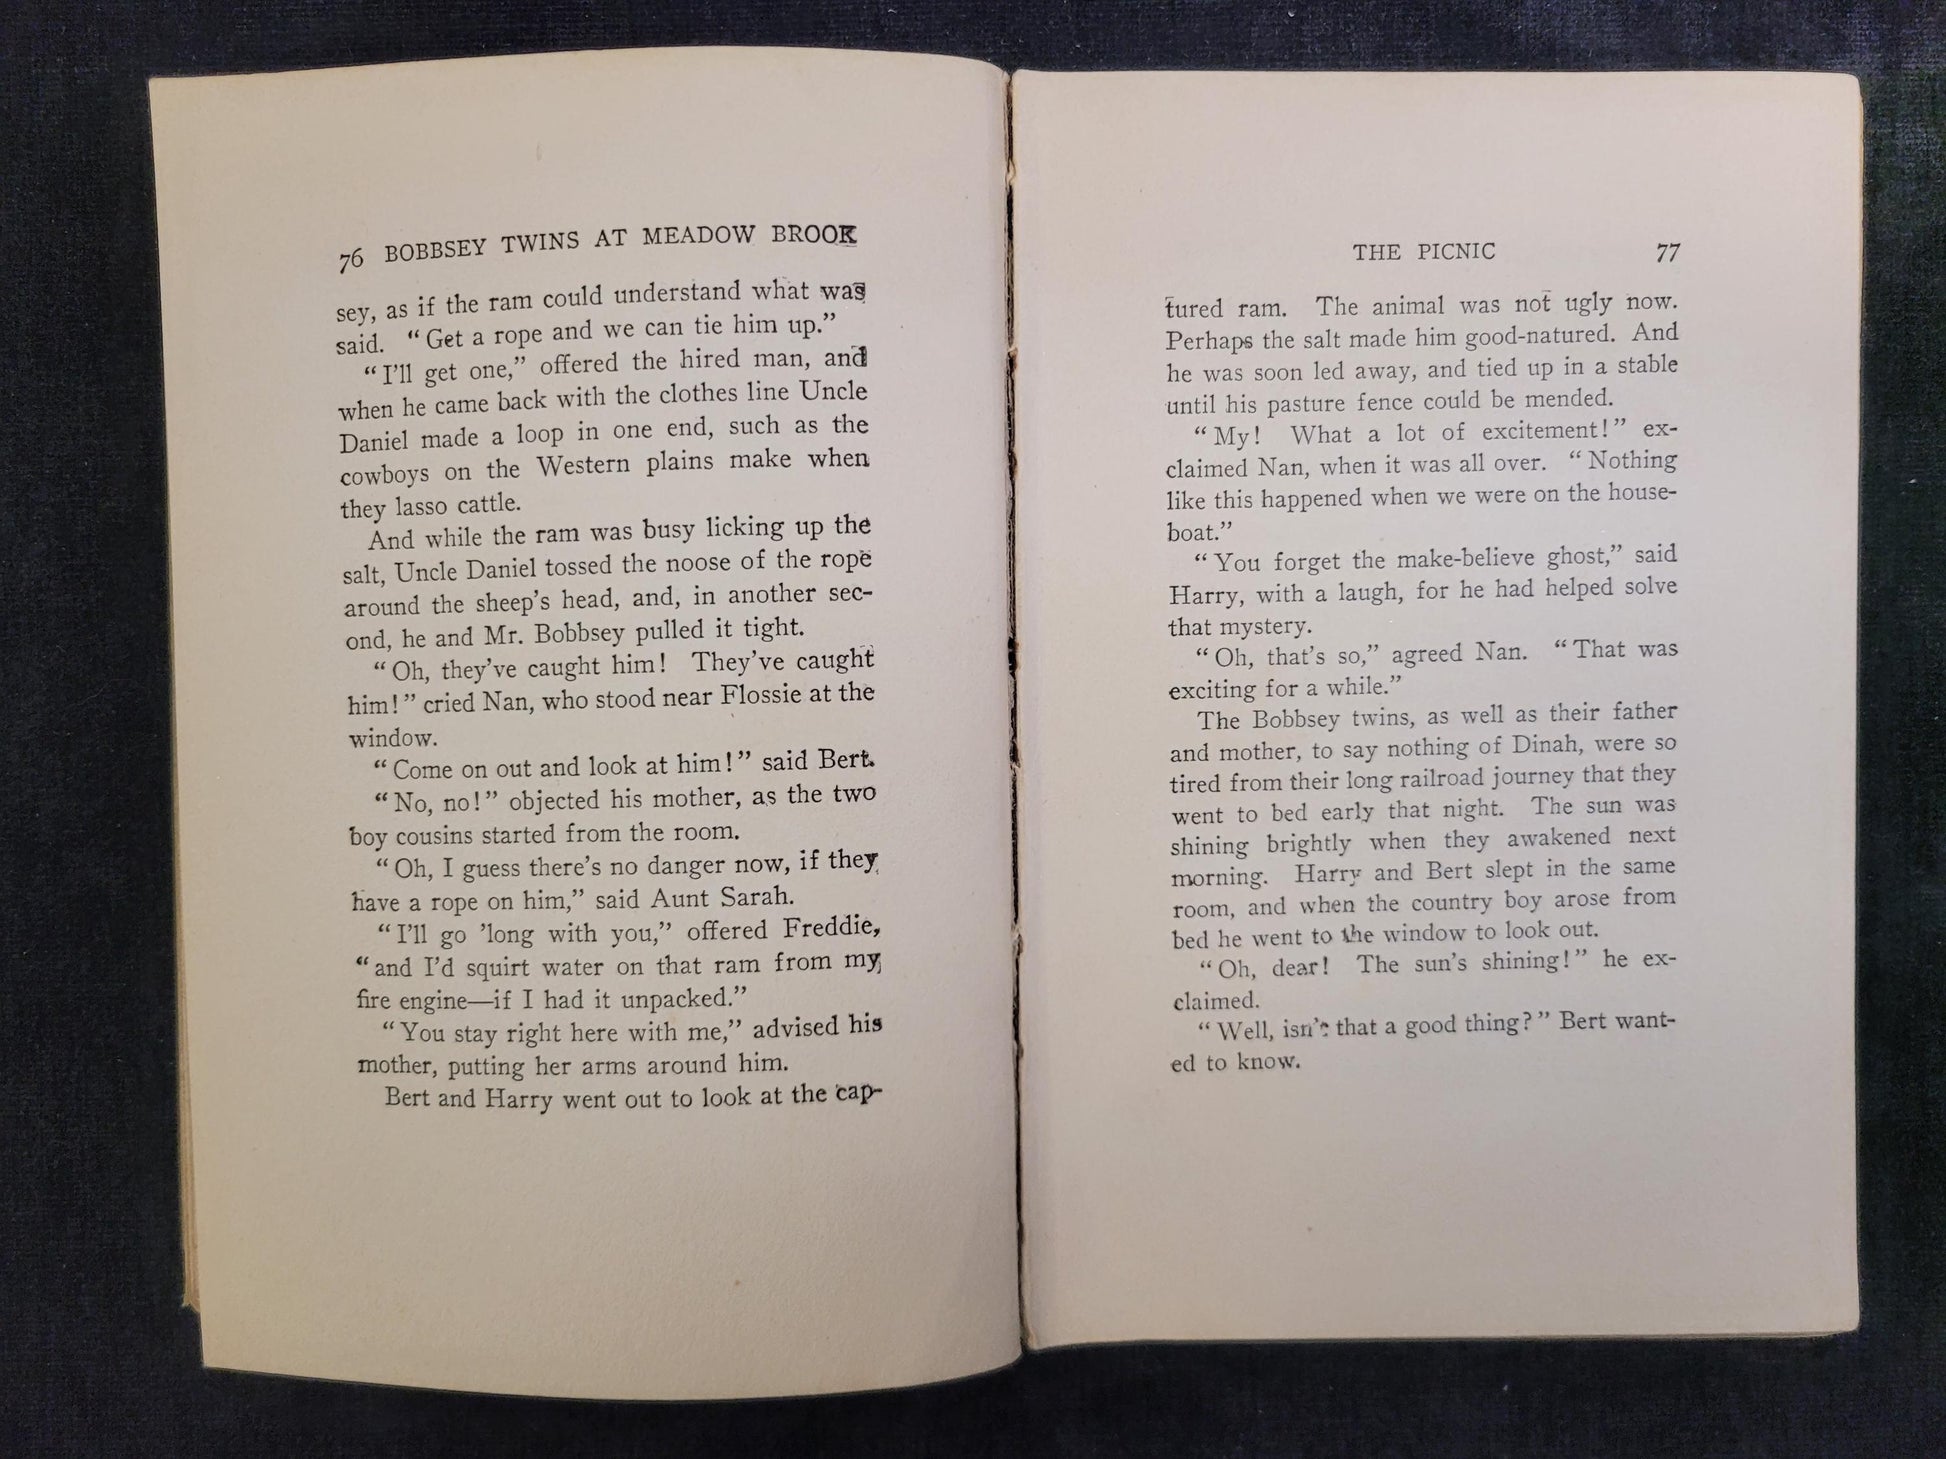 76 BOBBSEY TWINS AT MEADOW BROOK
sey, as if the ram could understand what was
said. "Get a rope and we can tie him up."
"I'll get one," offered the hired man, and
when he came back with the clothes line Uncle
Daniel made a loop in one end, such as the
cowboys on the Western plains make when
they lasso cattle.
And while the ram was busy licking up the
salt, Uncle Daniel tossed the noose of the rope
around the sheep's head, and, in another sec-
ond, he and Mr. Bobbsey pulled it tight.
"Oh, they've caught him! They've caught
him!" cried Nan, who stood near Flossie at the
window.
"Come on out and look at him!" said Bert.
"No, no!" objected his mother, as the two
boy cousins started from the room.
"Oh, I guess there's no danger now, if they
have a rope on him," said Aunt Sarah.
"I'll go 'long with you," offered Freddie,
"and I'd squirt water on that ram from my
fire engine—if I had it unpacked."
"You stay right here with me," advised his
mother, putting her arms around him.
Bert and Harry went out to look at the cap-
THE PICNIC 77
tured ram. The animal was not ugly now.
Perhaps the salt made him good-natured. And
he was soon led away, and tied up in a stable
until his pasture fence could be mended.
"My! What a lot of excitement!" ex-
claimed Nan, when it was all over. "Nothing
like this happened when we were on the house-
boat."
"You forget the make-believe ghost," said
Harry, with a laugh, for he had helped solve
that mystery.
"Oh, that's so," agreed Nan. "That was
exciting for a while."
The Bobbsey twins, as well as their father
and mother, to say nothing of Dinah, were so
tired from their long railroad journey that they
went to bed early that night. The sun was
shining brightly when they awakened next
morning. Harry and Bert slept in the same
room, and when the country boy arose from
bed he went to the window to look out.
"Oh, dear! The sun's shining!" he ex-
claimed.
"Well, isn't that a good thing?" Bert want-
ed to know.